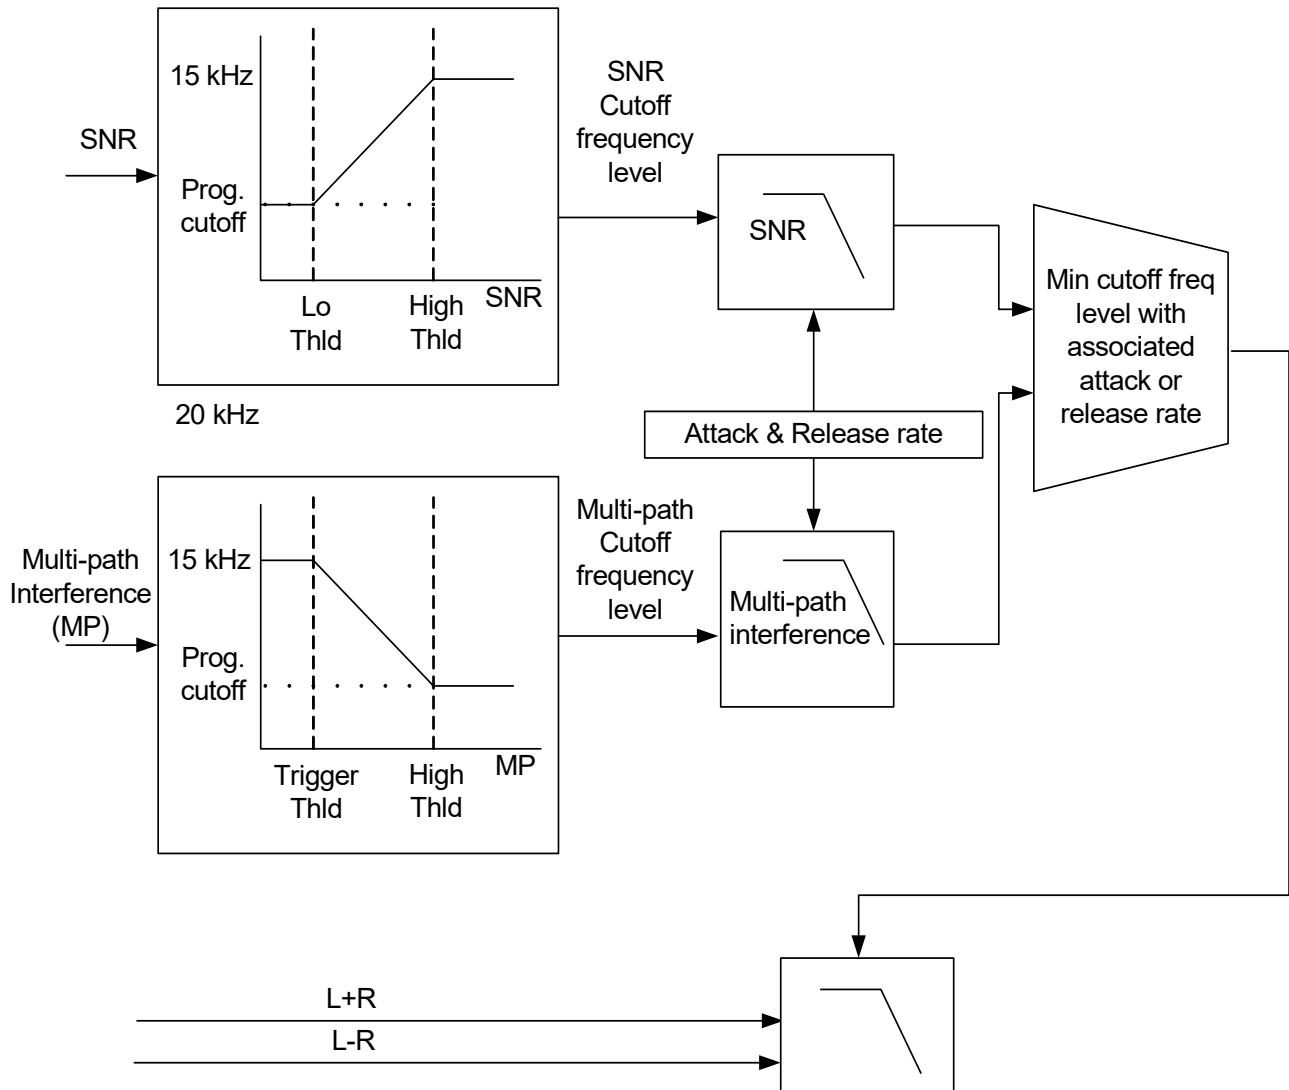 SNR
15 kHz
Prog.
cutoff
Lo
Thld
High
Thld
SNR
SNR
Cutoff
frequency
level
SNR
Min cutoff freq
level with
associated
attack or
release rate
20 kHz
Attack & Release rate
Multi-path
Interference
(MP)
15 kHz
Prog.
cutoff
Trigger
Thld
High
Thld
MP
Multi-path
Cutoff
frequency
level
Multi-path
interference
L+R
L-R